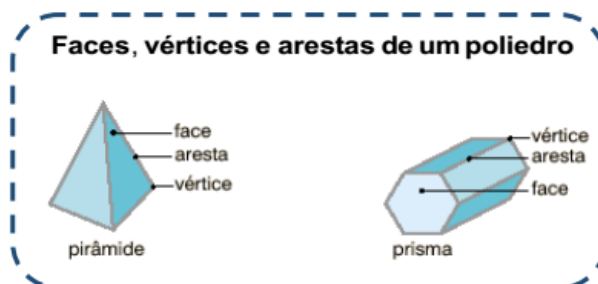 Faces, vértices e arestas de um poliedro
face
aresta
vértice
pirâmide
vértice
aresta
face
prisma